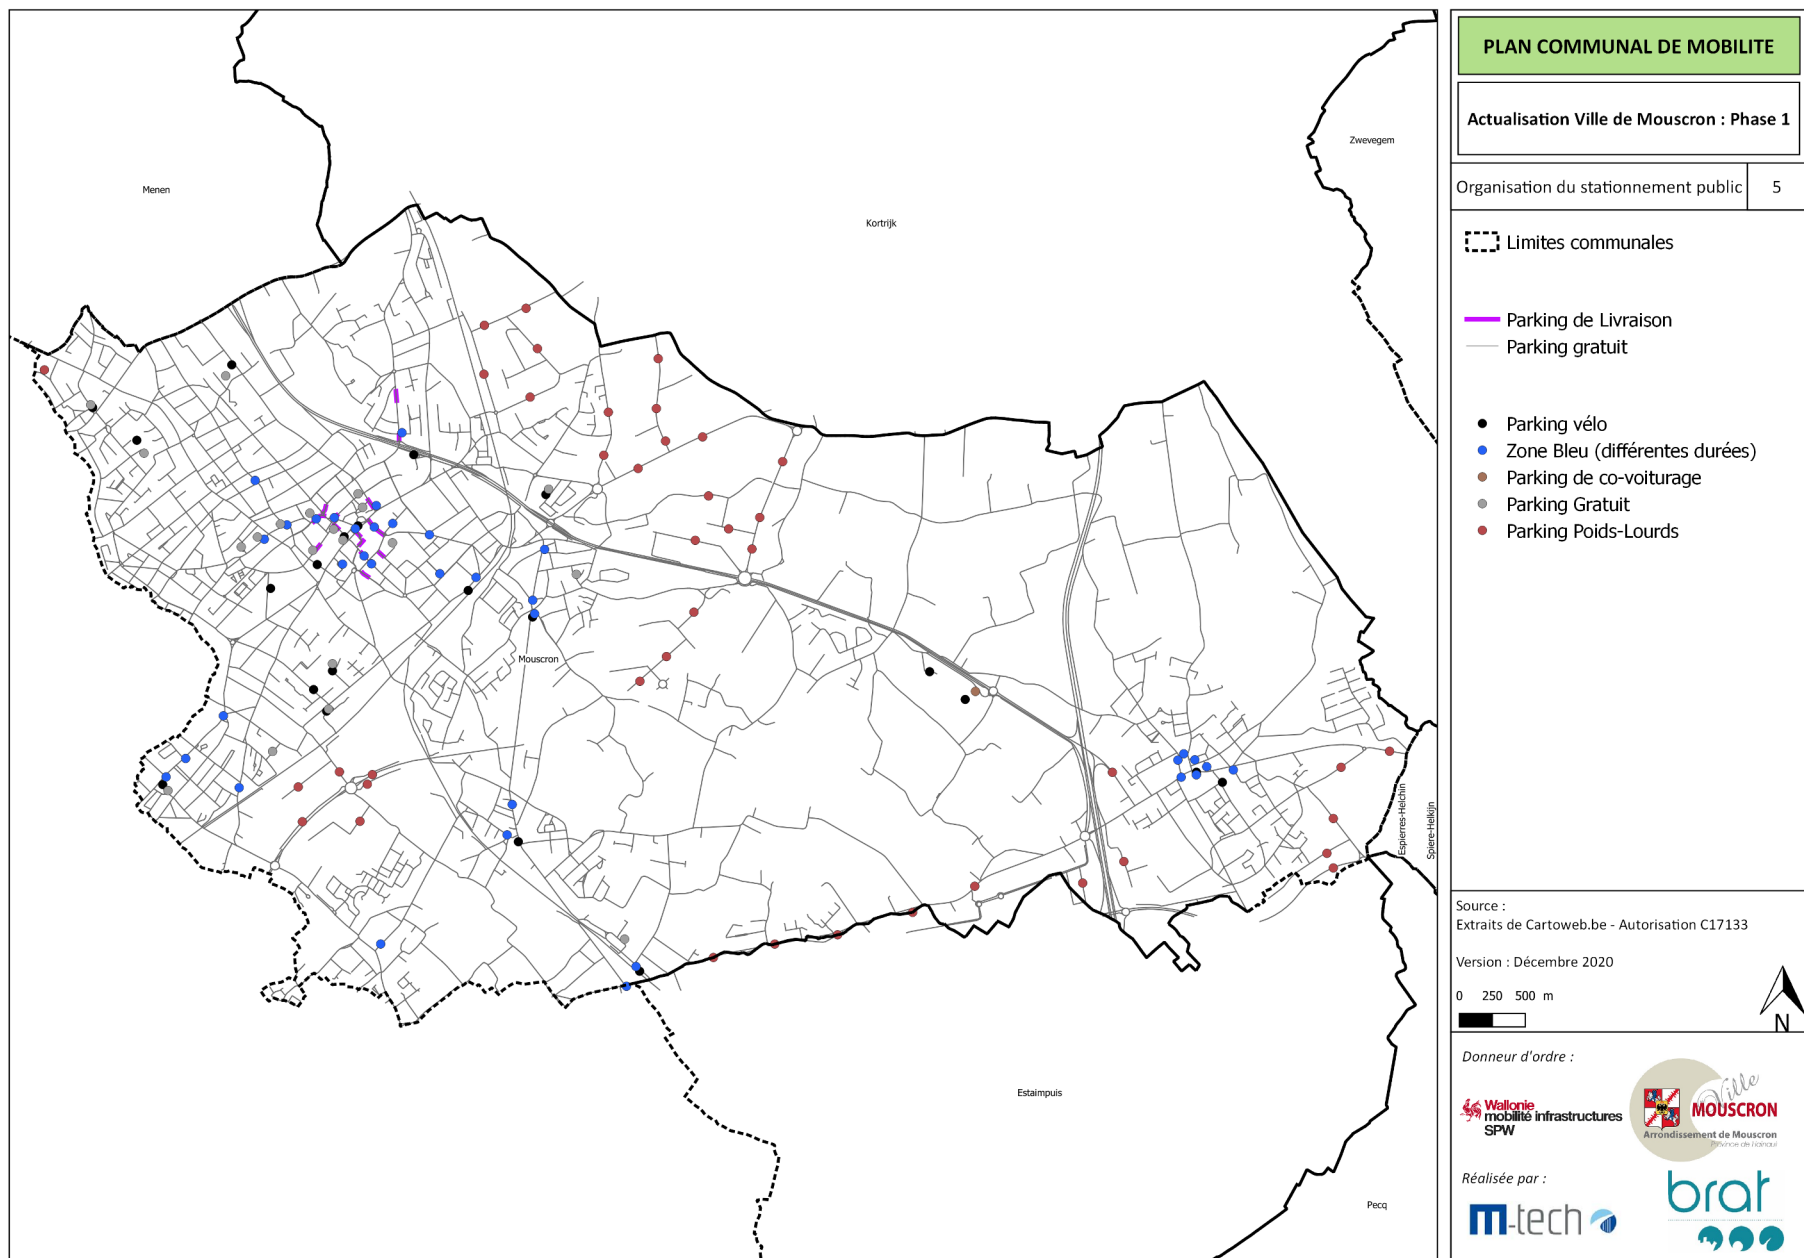 PLAN COMMUNAL DE MOBILITE
Actualisation Ville de Mouscron : Phase 1
Organisation du stationnement public
5
Limites communales
Parking de Livraison
Parking gratuit
Parking vélo
Zone Bleu (différentes durées)
Parking de co-voiturage
Parking Gratuit
Parking Poids-Lourds
Menen
Kortrijk
Zwevegem
Mouscron
Espierres-Helchin
Spiere-Helkijn
Estaimpuis
Pecq
Source :
Extraits de Cartoweb.be - Autorisation C17133
Version : Décembre 2020
0 250 500 m
N
Donneur d'ordre :
Wallonie
mobilité infrastructures
SPW
Ville
MOUSCRON
Arrondissement de Mouscron
Province de Hainaut
Réalisée par :
m-tech
brat